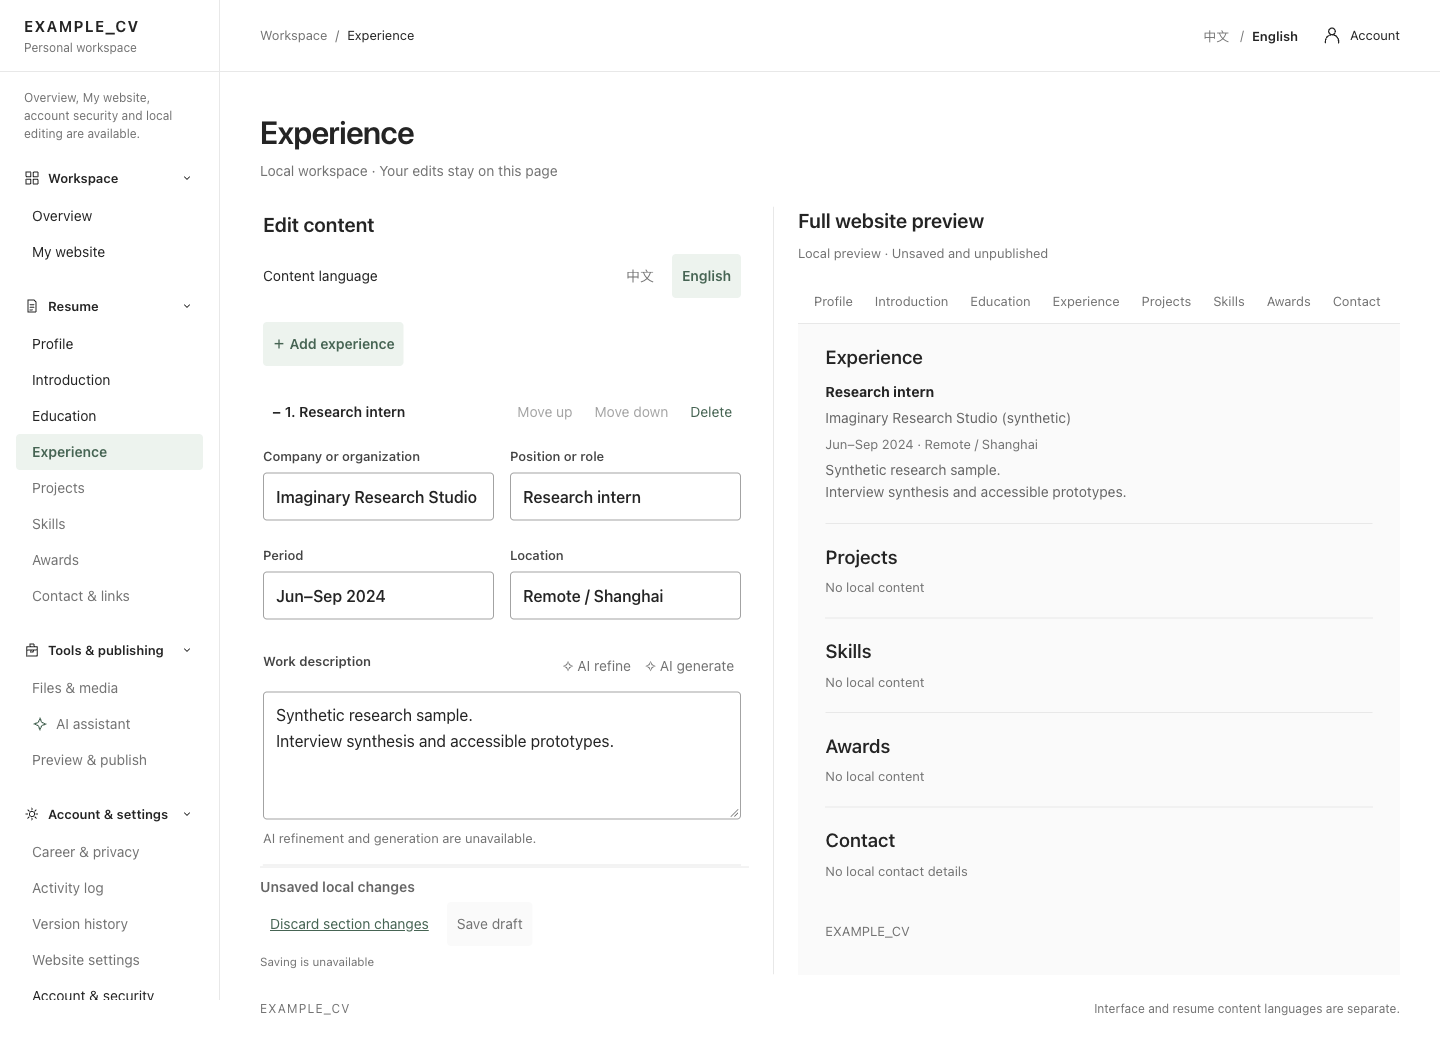 EXAMPLE_CV
Personal workspace
Workspace / Experience
中文 / English
Account
Overview, My website,
account security and local
editing are available.
Workspace
Overview
My website
Resume
Profile
Introduction
Education
Experience
Projects
Skills
Awards
Contact & links
Tools & publishing
Files & media
AI assistant
Preview & publish
Account & settings
Career & privacy
Activity log
Version history
Website settings
Account & security
Experience
Local workspace · Your edits stay on this page
Edit content
Content language
中文 English
+ Add experience
– 1. Research intern
Move up Move down Delete
Company or organization
Imaginary Research Studio
Position or role
Research intern
Period
Jun–Sep 2024
Location
Remote / Shanghai
Work description
AI refine AI generate
Synthetic research sample.
Interview synthesis and accessible prototypes.
AI refinement and generation are unavailable.
Unsaved local changes
Discard section changes
Save draft
Saving is unavailable
Full website preview
Local preview · Unsaved and unpublished
Profile Introduction Education Experience Projects Skills Awards Contact
Experience
Research intern
Imaginary Research Studio (synthetic)
Jun–Sep 2024 · Remote / Shanghai
Synthetic research sample.
Interview synthesis and accessible prototypes.
Projects
No local content
Skills
No local content
Awards
No local content
Contact
No local contact details
EXAMPLE_CV
EXAMPLE_CV
Interface and resume content languages are separate.